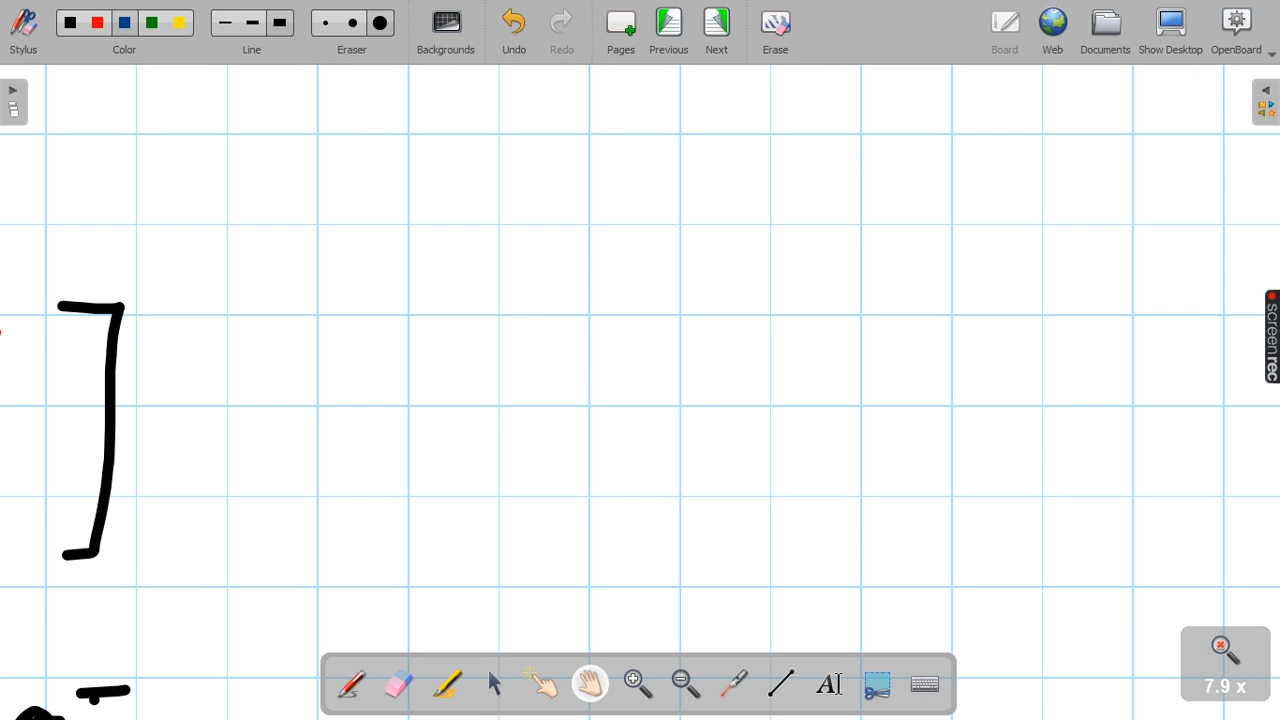 Stylus Color Line Eraser Backgrounds Undo Redo Pages Previous Next Erase Board Web Documents Show Desktop OpenBoard
]
screenrec
AI
7.9 x